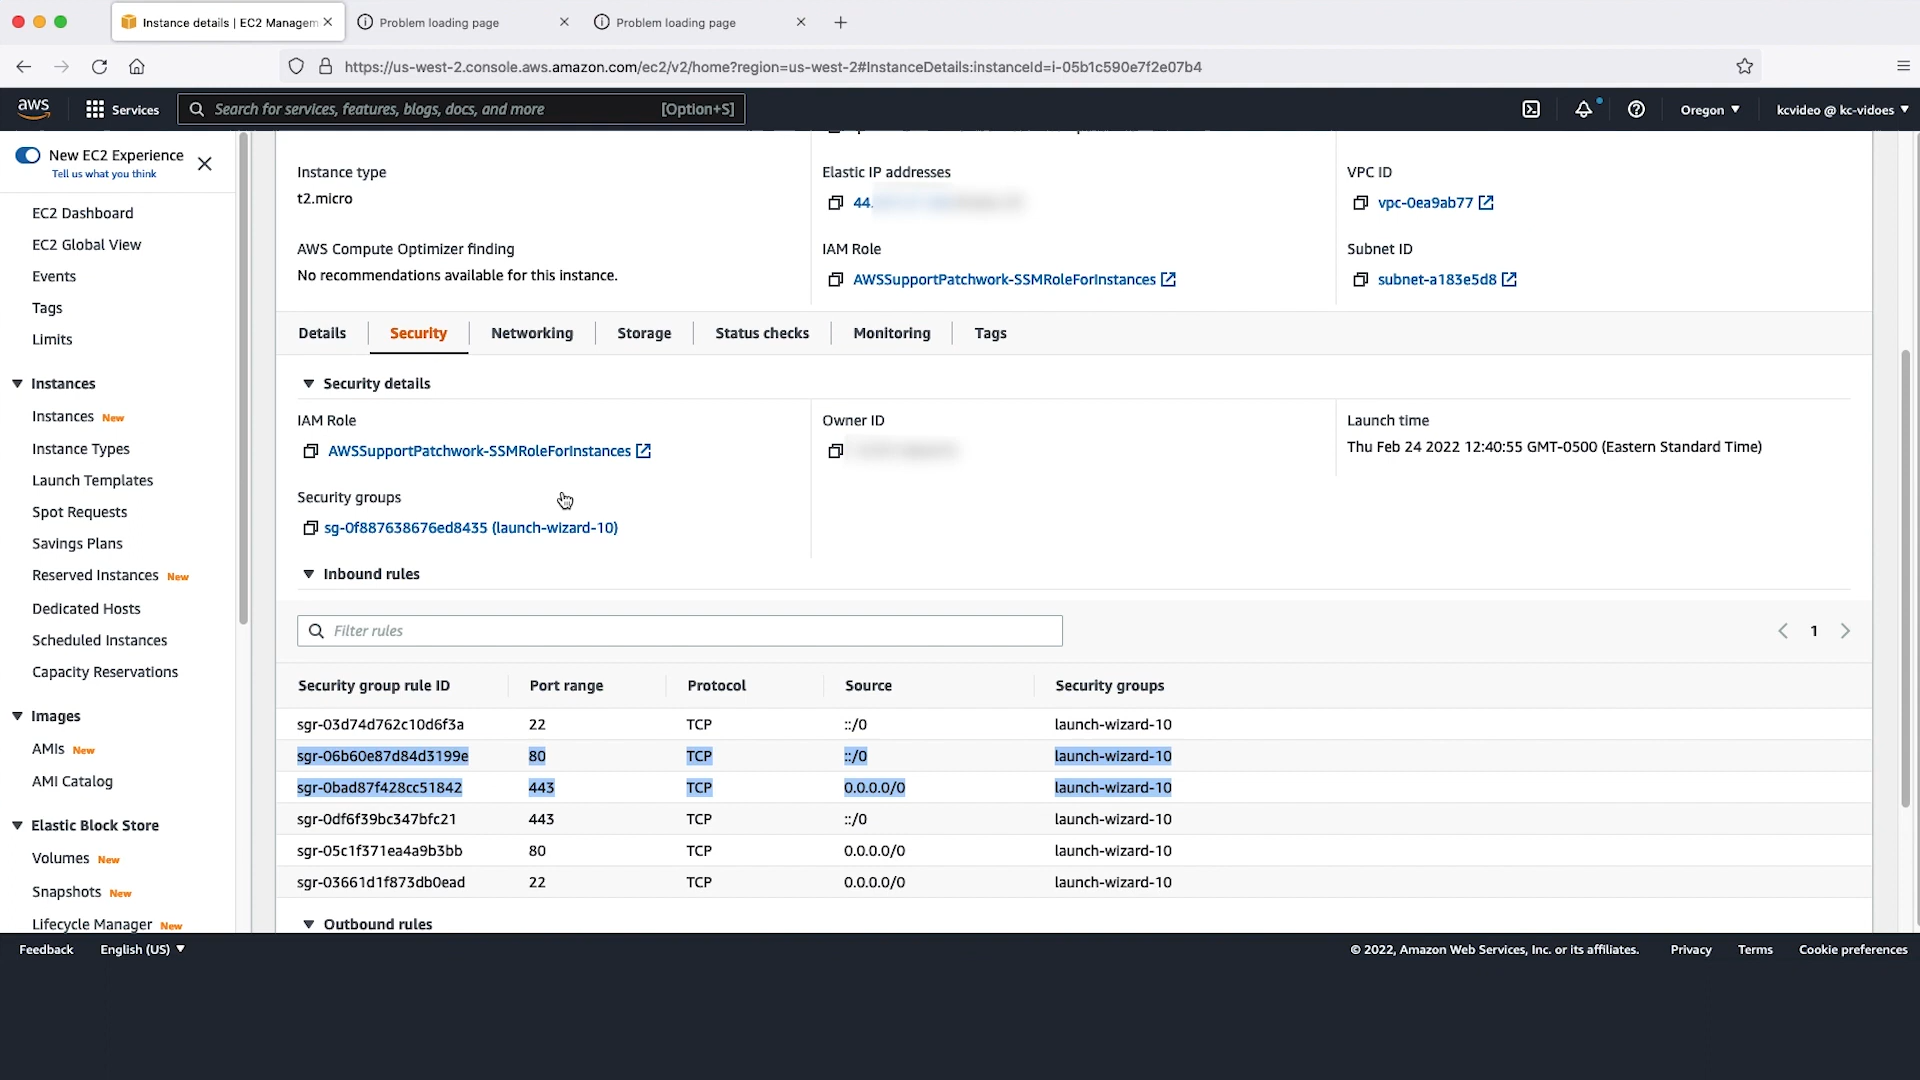 Instance details | EC2 Managem
Problem loading page
Problem loading page
https://us-west-2.console.aws.amazon.com/ec2/v2/home?region=us-west-2#InstanceDetails:instanceId=i-05b1c590e7f2e07b4
aws
Services
Search for services, features, blogs, docs, and more
[Option+S]
Oregon
kcvideo @ kc-vidoes
New EC2 Experience
Tell us what you think
EC2 Dashboard
EC2 Global View
Events
Tags
Limits
Instances
Instances New
Instance Types
Launch Templates
Spot Requests
Savings Plans
Reserved Instances New
Dedicated Hosts
Scheduled Instances
Capacity Reservations
Images
AMIs New
AMI Catalog
Elastic Block Store
Volumes New
Snapshots New
Lifecycle Manager New
Instance type
t2.micro
Elastic IP addresses
44.
VPC ID
vpc-0ea9ab77
AWS Compute Optimizer finding
No recommendations available for this instance.
IAM Role
AWSSupportPatchwork-SSMRoleForInstances
Subnet ID
subnet-a183e5d8
Details
Security
Networking
Storage
Status checks
Monitoring
Tags
Security details
IAM Role
AWSSupportPatchwork-SSMRoleForInstances
Owner ID
Launch time
Thu Feb 24 2022 12:40:55 GMT-0500 (Eastern Standard Time)
Security groups
sg-0f887638676ed8435 (launch-wizard-10)
Inbound rules
Filter rules
1
Security group rule ID Port range Protocol Source Security groups
sgr-03d74d762c10d6f3a 22 TCP ::/0 launch-wizard-10
sgr-06b60e87d84d3199e 80 TCP ::/0 launch-wizard-10
sgr-0bad87f428cc51842 443 TCP 0.0.0.0/0 launch-wizard-10
sgr-0df6f39bc347bfc21 443 TCP ::/0 launch-wizard-10
sgr-05c1f371ea4a9b3bb 80 TCP 0.0.0.0/0 launch-wizard-10
sgr-03661d1f873db0ead 22 TCP 0.0.0.0/0 launch-wizard-10
Outbound rules
Feedback
English (US)
© 2022, Amazon Web Services, Inc. or its affiliates.
Privacy
Terms
Cookie preferences